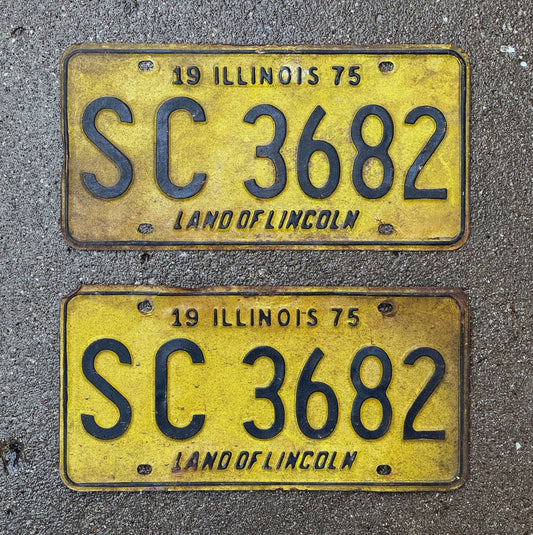 19 ILLINOIS 75
SC 3682
LAND OF LINCOLN
19 ILLINOIS 75
SC 3682
LAND OF LINCOLN